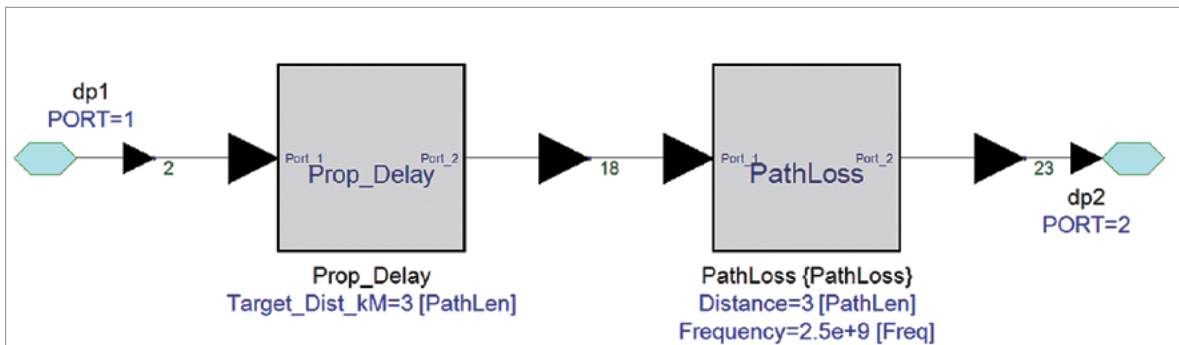 dp1
PORT=1
2
Port_1
Port_2
Prop_Delay
18
Port_1
Port_2
PathLoss
23
dp2
PORT=2
Prop_Delay
Target_Dist_kM=3 [PathLen]
PathLoss {PathLoss}
Distance=3 [PathLen]
Frequency=2.5e+9 [Freq]